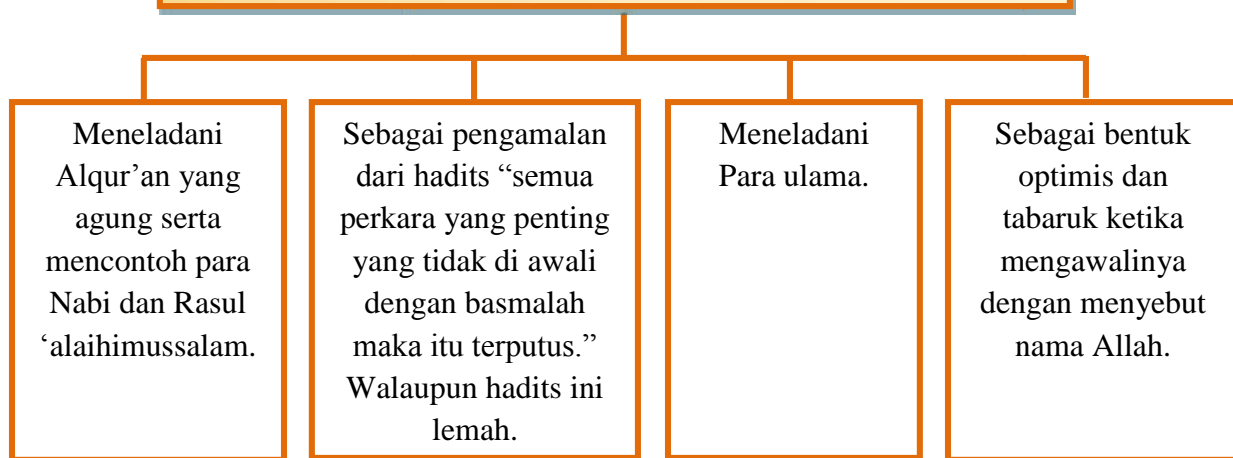 Meneladani
Alqur’an yang
agung serta
mencontoh para
Nabi dan Rasul
‘alaihimussalam.
Sebagai pengamalan
dari hadits “semua
perkara yang penting
yang tidak di awali
dengan basmalah
maka itu terputus.”
Walaupun hadits ini
lemah.
Meneladani
Para ulama.
Sebagai bentuk
optimis dan
tabaruk ketika
mengawalinya
dengan menyebut
nama Allah.